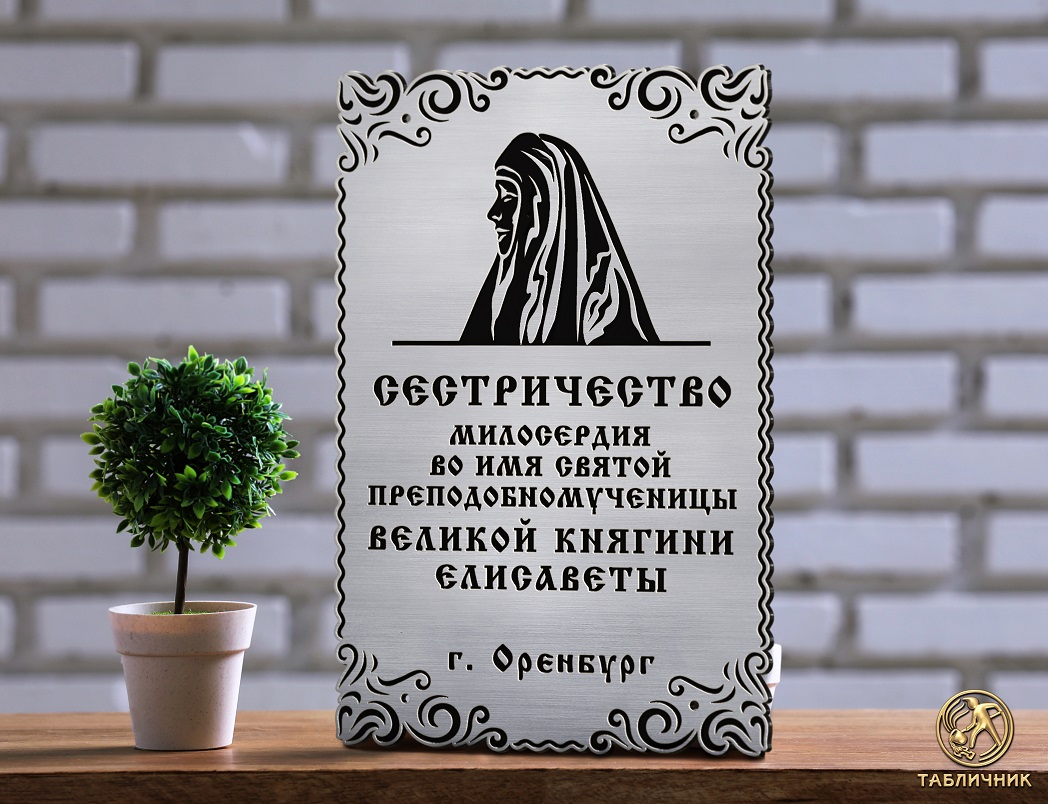 СЕСТРИЧЕСТВО
МИЛОСЕРДИЯ
ВО ИМЯ СВЯТОЙ
ПРЕПОДОБНОМУЧЕНИЦЫ
ВЕЛИКОЙ КНЯГИНИ
ЕЛИСАВЕТЫ
г. Оренбург
ТАБЛИЧНИК